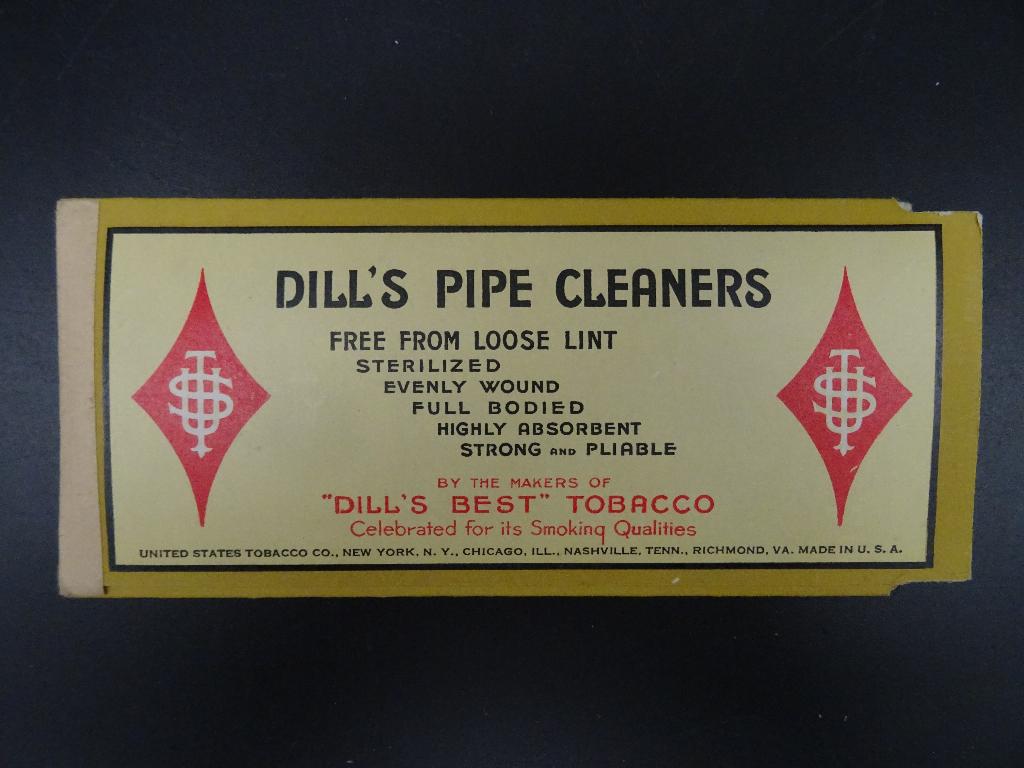 DILL'S PIPE CLEANERS
FREE FROM LOOSE LINT
STERILIZED
EVENLY WOUND
FULL BODIED
HIGHLY ABSORBENT
STRONG AND PLIABLE
BY THE MAKERS OF
"DILL'S BEST" TOBACCO
Celebrated for its Smoking Qualities
UNITED STATES TOBACCO CO., NEW YORK, N. Y., CHICAGO, ILL., NASHVILLE, TENN., RICHMOND, VA. MADE IN U. S. A.
UST
UST